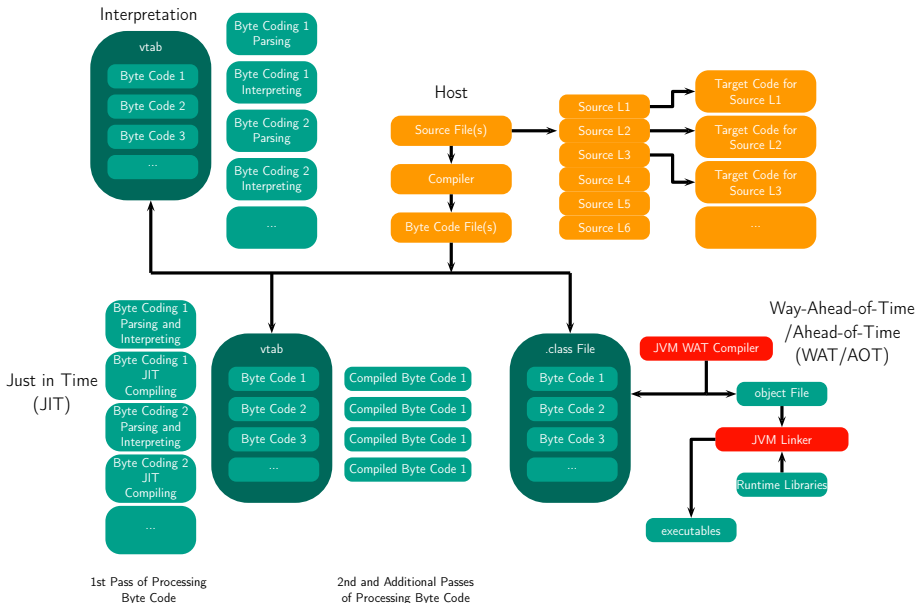 Interpretation
vtab
Byte Code 1
Byte Code 2
Byte Code 3
...
Byte Coding 1
Parsing
Byte Coding 1
Interpreting
Byte Coding 2
Parsing
Byte Coding 2
Interpreting
...
Host
Source File(s)
Compiler
Byte Code File(s)
Source L1
Source L2
Source L3
Source L4
Source L5
Source L6
Target Code for
Source L1
Target Code for
Source L2
Target Code for
Source L3
...
Just in Time
(JIT)
Byte Coding 1
Parsing and
Interpreting
Byte Coding 1
JIT
Compiling
Byte Coding 2
Parsing and
Interpreting
Byte Coding 2
JIT
Compiling
...
vtab
Byte Code 1
Byte Code 2
Byte Code 3
...
Compiled Byte Code 1
Compiled Byte Code 1
Compiled Byte Code 1
Compiled Byte Code 1
.class File
Byte Code 1
Byte Code 2
Byte Code 3
...
Way-Ahead-of-Time
/Ahead-of-Time
(WAT/AOT)
JVM WAT Compiler
object File
JVM Linker
Runtime Libraries
executables
1st Pass of Processing
Byte Code
2nd and Additional Passes
of Processing Byte Code